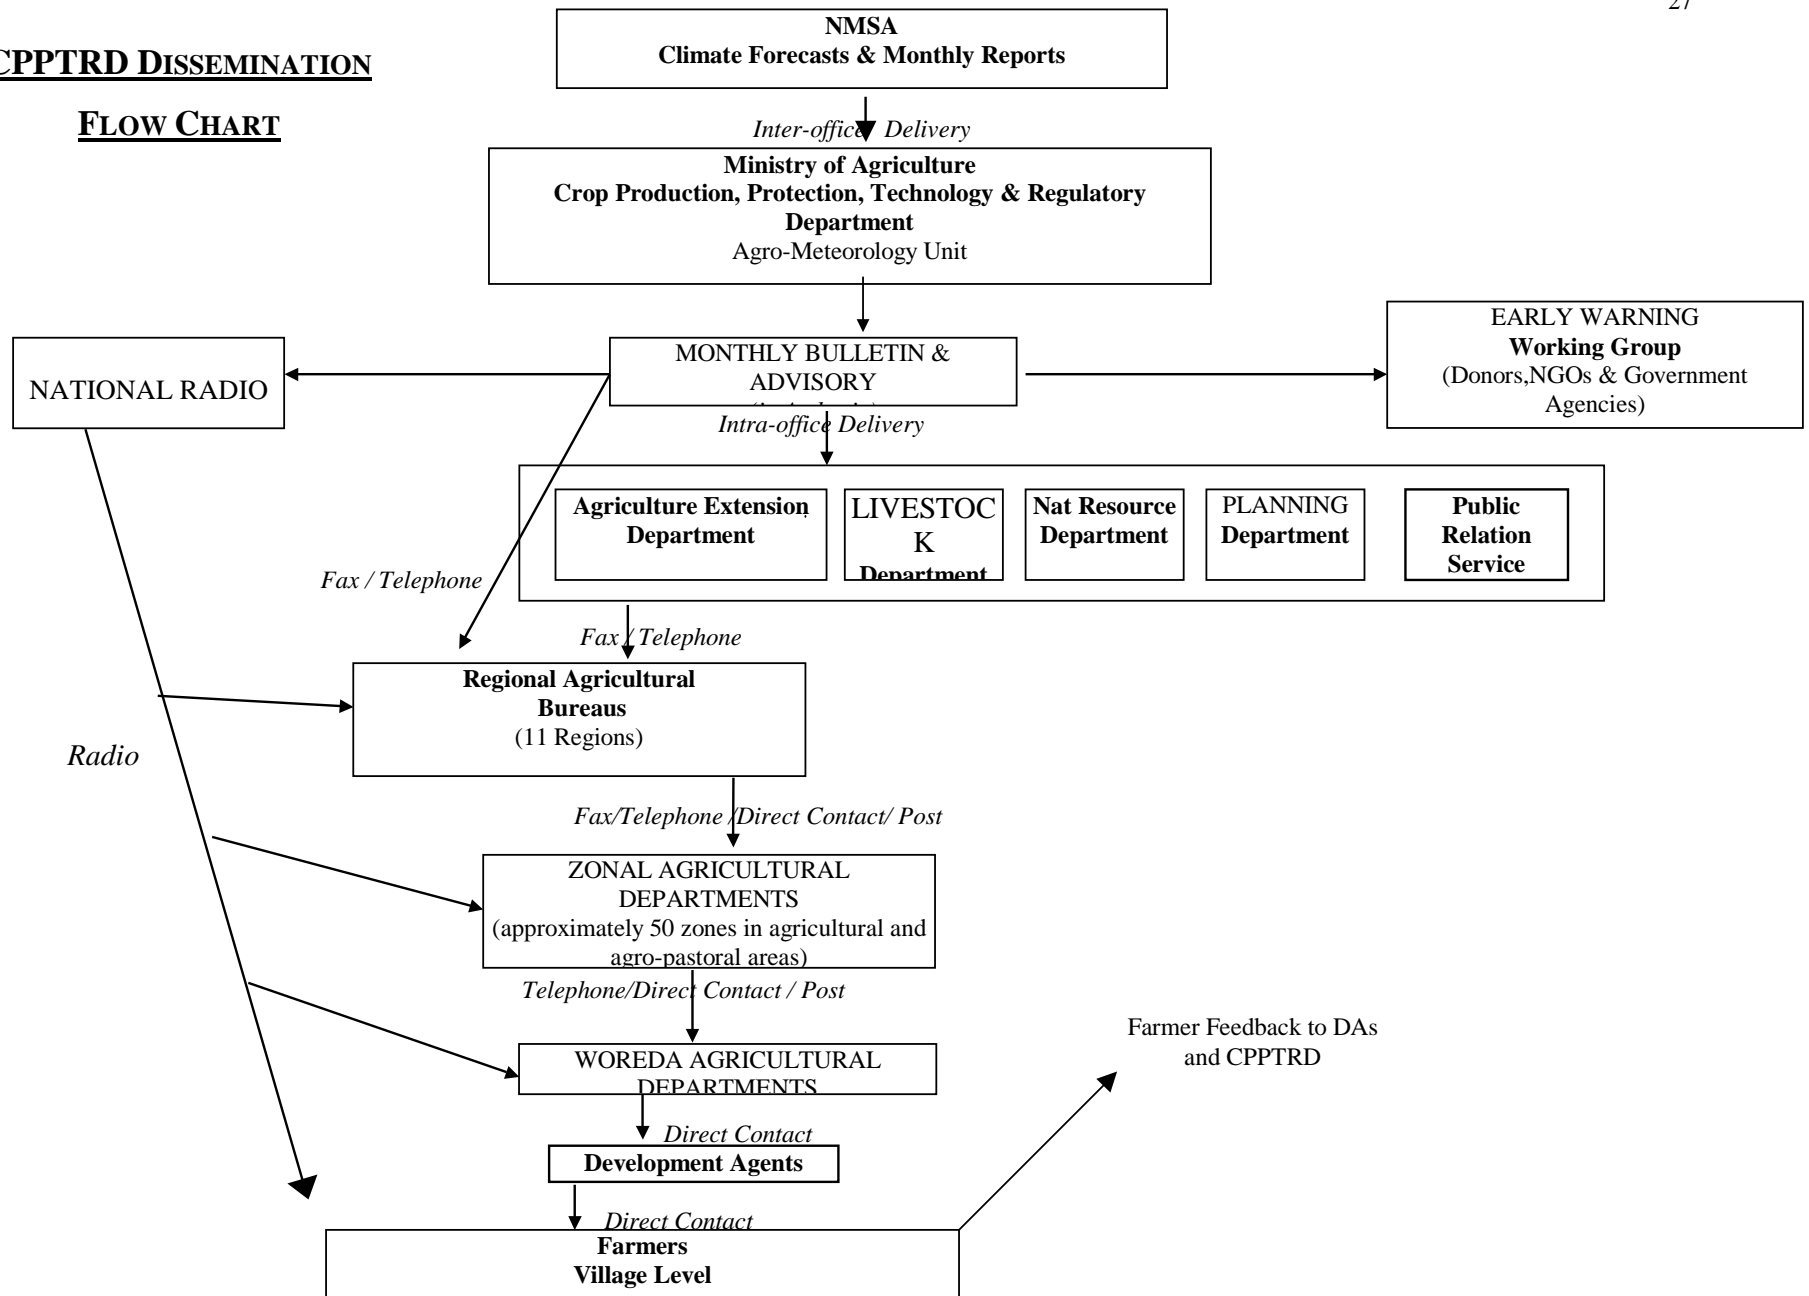 27
CPPTRD DISSEMINATION
FLOW CHART
NMSA
Climate Forecasts & Monthly Reports
Inter-office Delivery
Ministry of Agriculture
Crop Production, Protection, Technology & Regulatory
Department
Agro-Meteorology Unit
NATIONAL RADIO
MONTHLY BULLETIN &
ADVISORY
EARLY WARNING
Working Group
(Donors,NGOs & Government
Agencies)
Intra-office Delivery
Agriculture Extension
Department
LIVESTOC
K
Department
Nat Resource
Department
PLANNING
Department
Public
Relation
Service
Fax / Telephone
Fax / Telephone
Regional Agricultural
Bureaus
(11 Regions)
Radio
Fax/Telephone /Direct Contact/ Post
ZONAL AGRICULTURAL
DEPARTMENTS
(approximately 50 zones in agricultural and
agro-pastoral areas)
Telephone/Direct Contact / Post
WOREDA AGRICULTURAL
DEPARTMENTS
Farmer Feedback to DAs
and CPPTRD
Direct Contact
Development Agents
Direct Contact
Farmers
Village Level